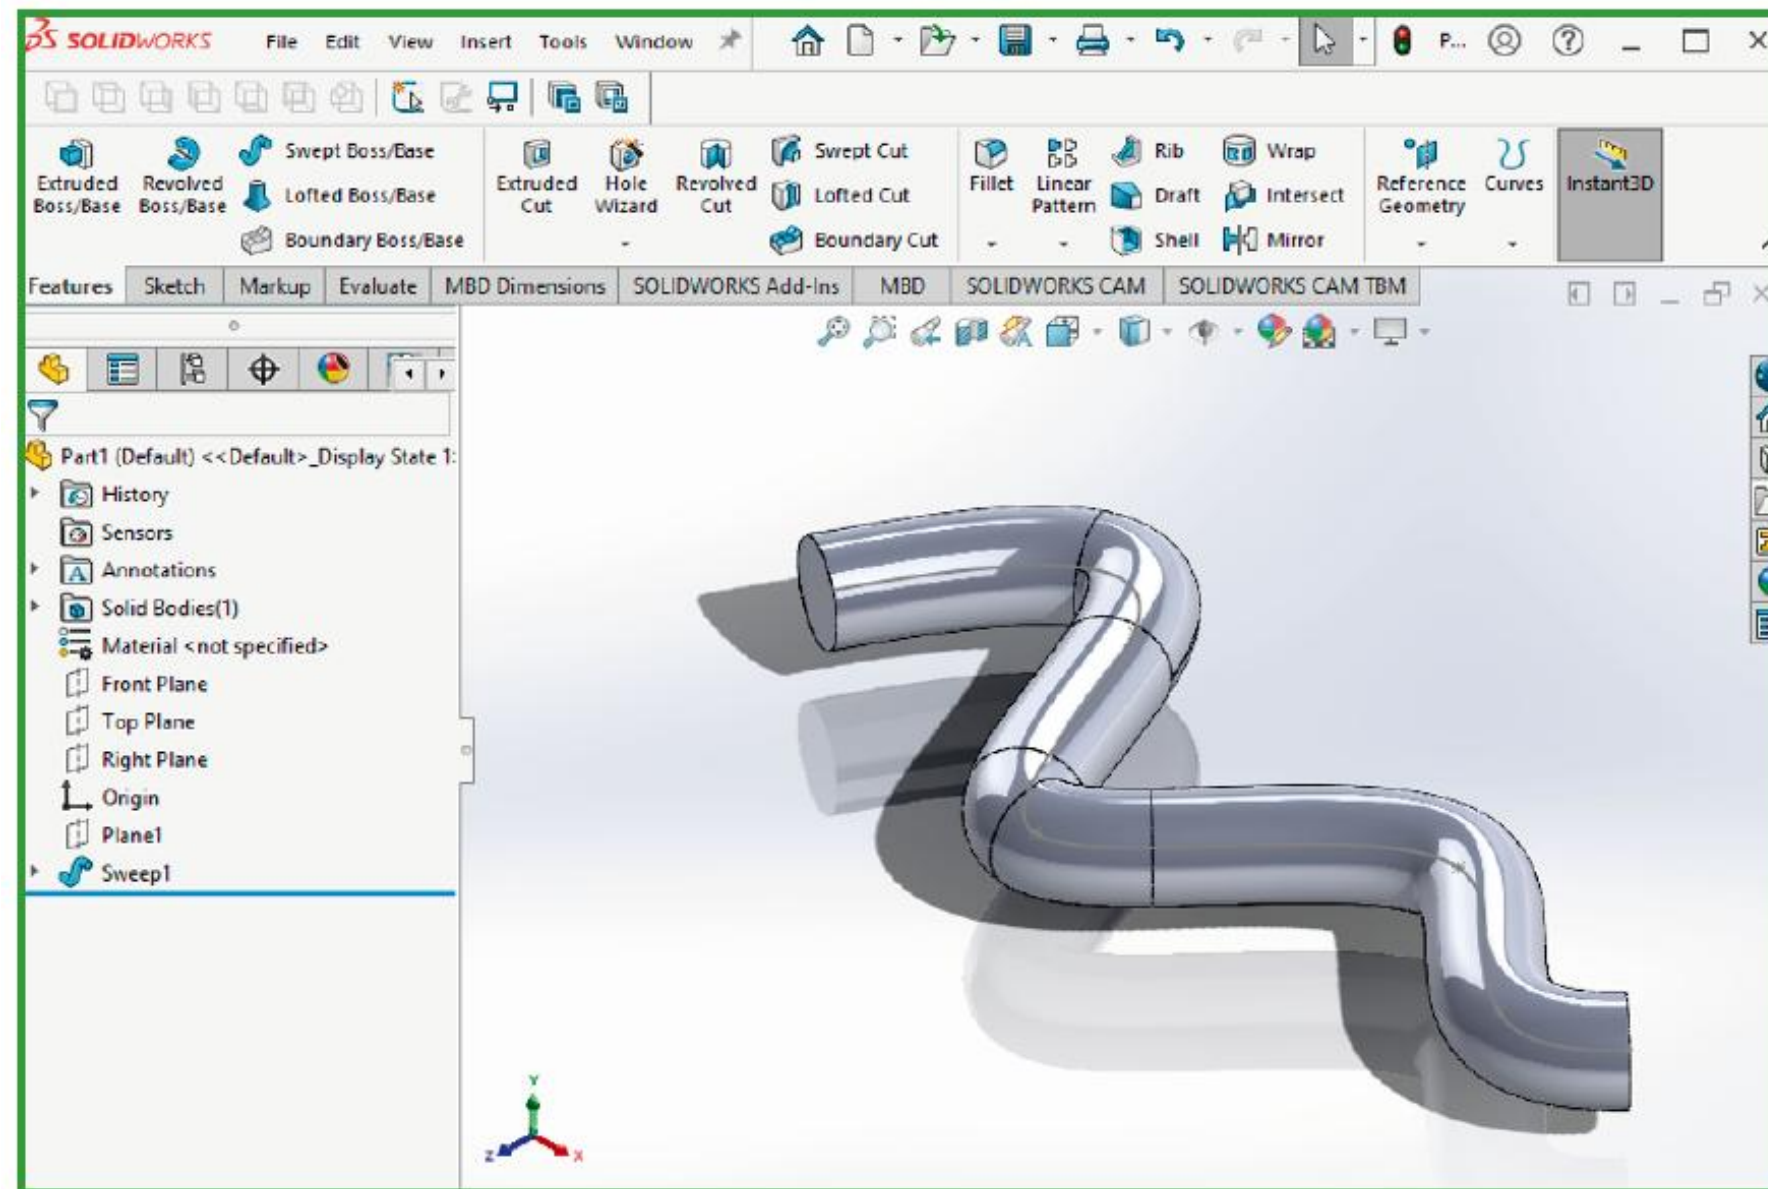 SOLIDWORKS File Edit View Insert Tools Window P...
Extruded Boss/Base
Revolved Boss/Base
Swept Boss/Base
Lofted Boss/Base
Boundary Boss/Base
Extruded Cut
Hole Wizard
Revolved Cut
Swept Cut
Lofted Cut
Boundary Cut
Fillet
Linear Pattern
Rib
Draft
Shell
Wrap
Intersect
Mirror
Reference Geometry
Curves
Instant3D
Features Sketch Markup Evaluate MBD Dimensions SOLIDWORKS Add-Ins MBD SOLIDWORKS CAM SOLIDWORKS CAM TBM
Part1 (Default) <<Default>_Display State 1:
History
Sensors
A Annotations
Solid Bodies(1)
Material <not specified>
Front Plane
Top Plane
Right Plane
Origin
Plane1
Sweep1
Y
Z X